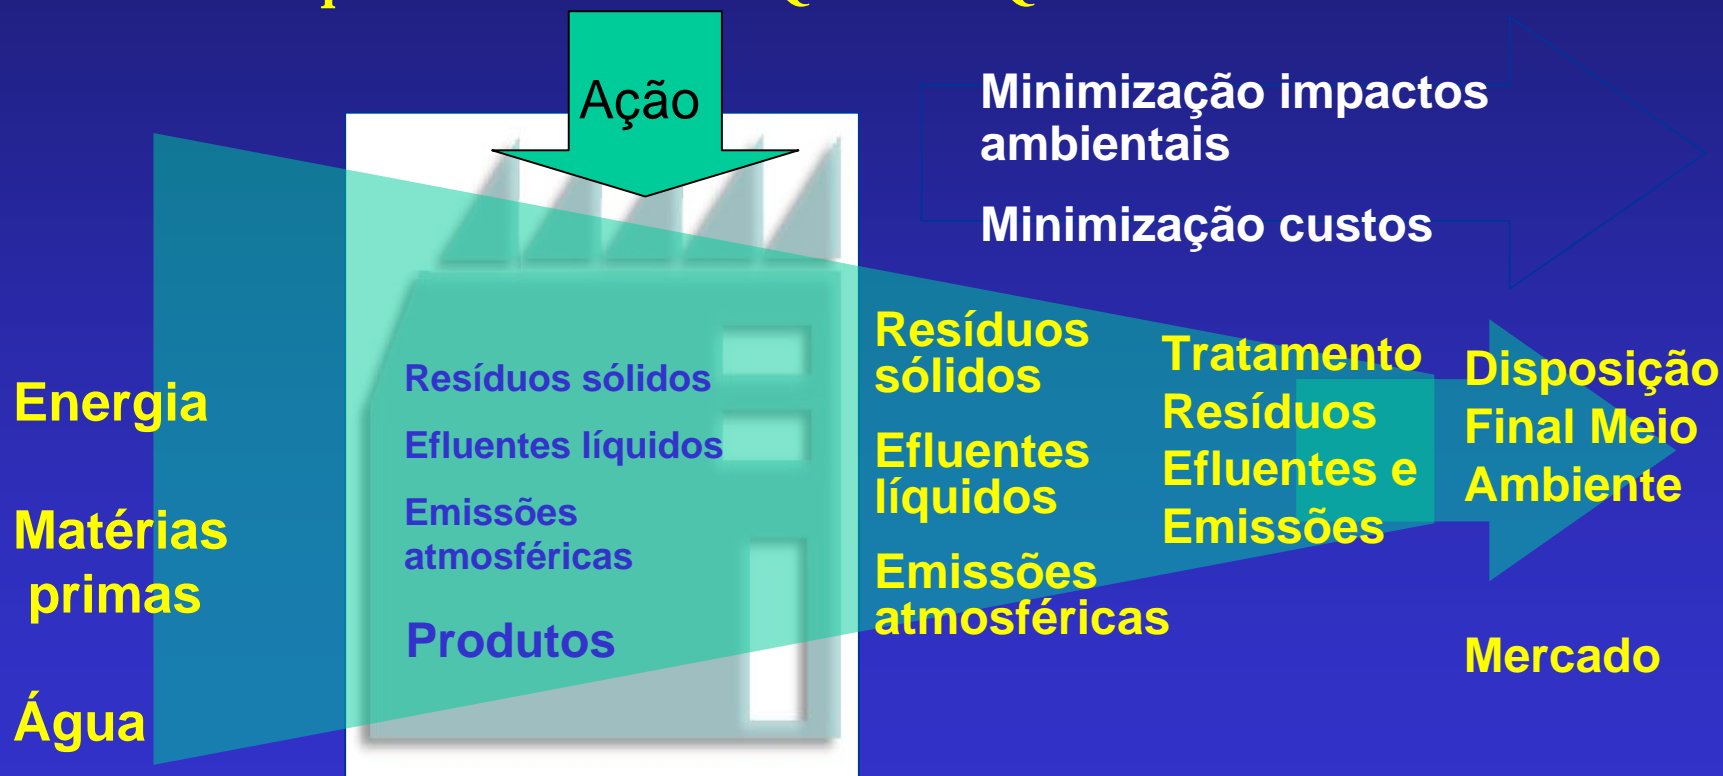 Ação
Minimização impactos
ambientais
Minimização custos
Energia
Matérias
primas
Água
Resíduos sólidos
Efluentes líquidos
Emissões
atmosféricas
Produtos
Resíduos
sólidos
Efluentes
líquidos
Emissões
atmosféricas
Tratamento
Resíduos
Efluentes e
Emissões
Disposição
Final Meio
Ambiente
Mercado